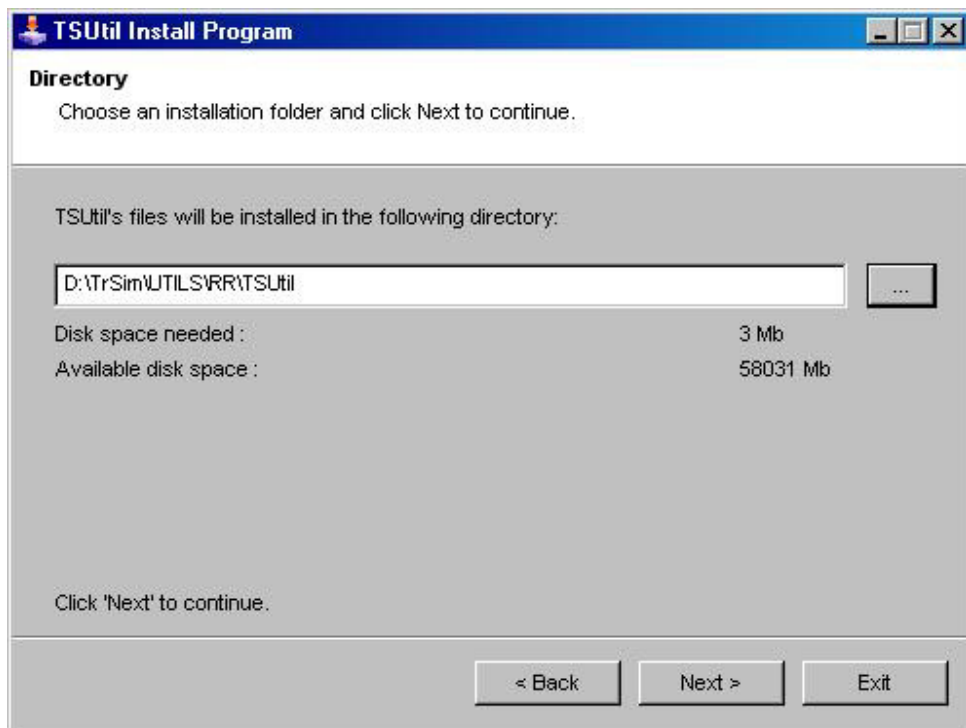 TSUtil Install Program
Directory
Choose an installation folder and click Next to continue.
TSUtil's files will be installed in the following directory:
D:\TrSim\UTILS\RR\TSUtil
...
Disk space needed : 3 Mb
Available disk space : 58031 Mb
Click 'Next' to continue.
< Back Next > Exit